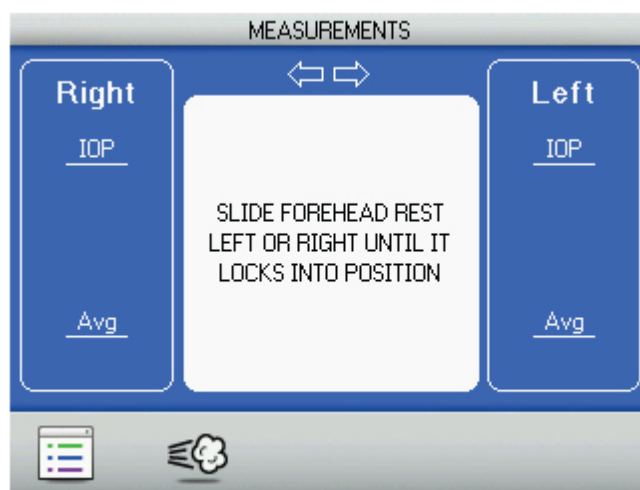 MEASUREMENTS
Right
IOP
Avg
SLIDE FOREHEAD REST
LEFT OR RIGHT UNTIL IT
LOCKS INTO POSITION
Left
IOP
Avg